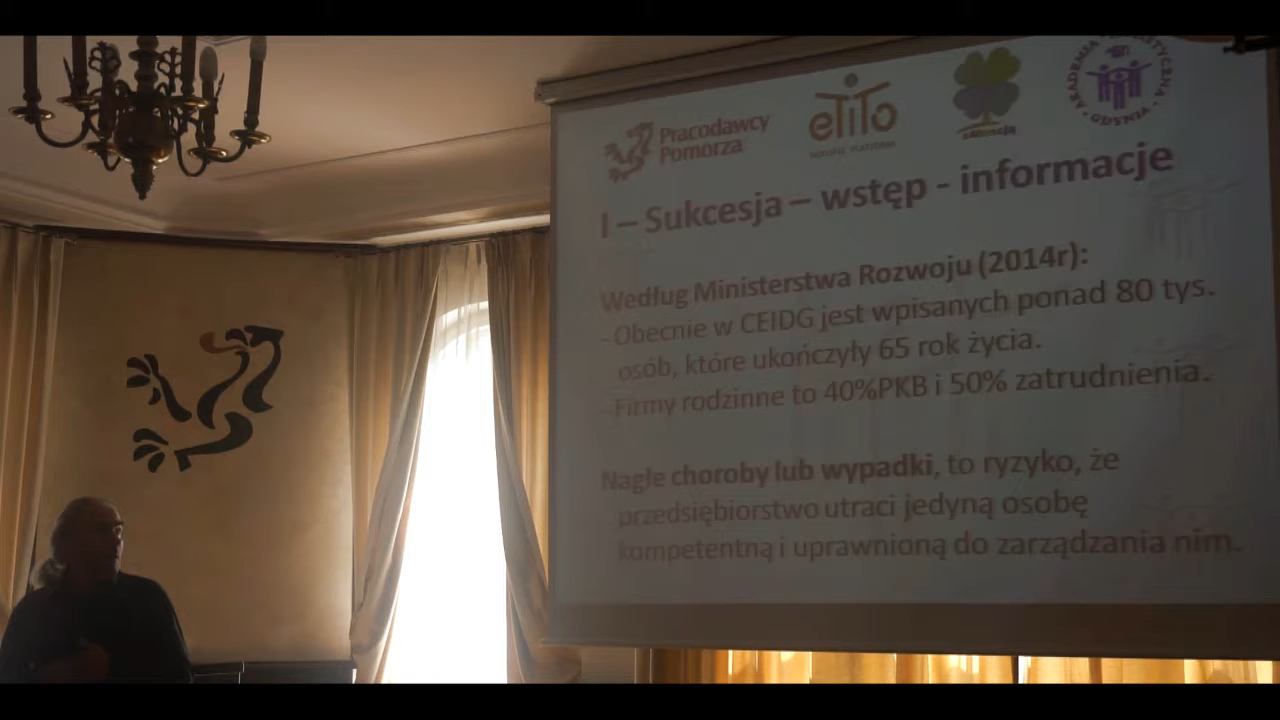 Pracodawcy
Pomorza
eTiTo
AKADEMIA
GDYNIA
I – Sukcesja – wstęp - informacje
Według Ministerstwa Rozwoju (2014r):
-Obecnie w CEIDG jest wpisanych ponad 80 tys.
osób, które ukończyły 65 rok życia.
-Firmy rodzinne to 40%PKB i 50% zatrudnienia.
Nagłe choroby lub wypadki, to ryzyko, że
przedsiębiorstwo utraci jedyną osobę
kompetentną i uprawnioną do zarządzania nim.